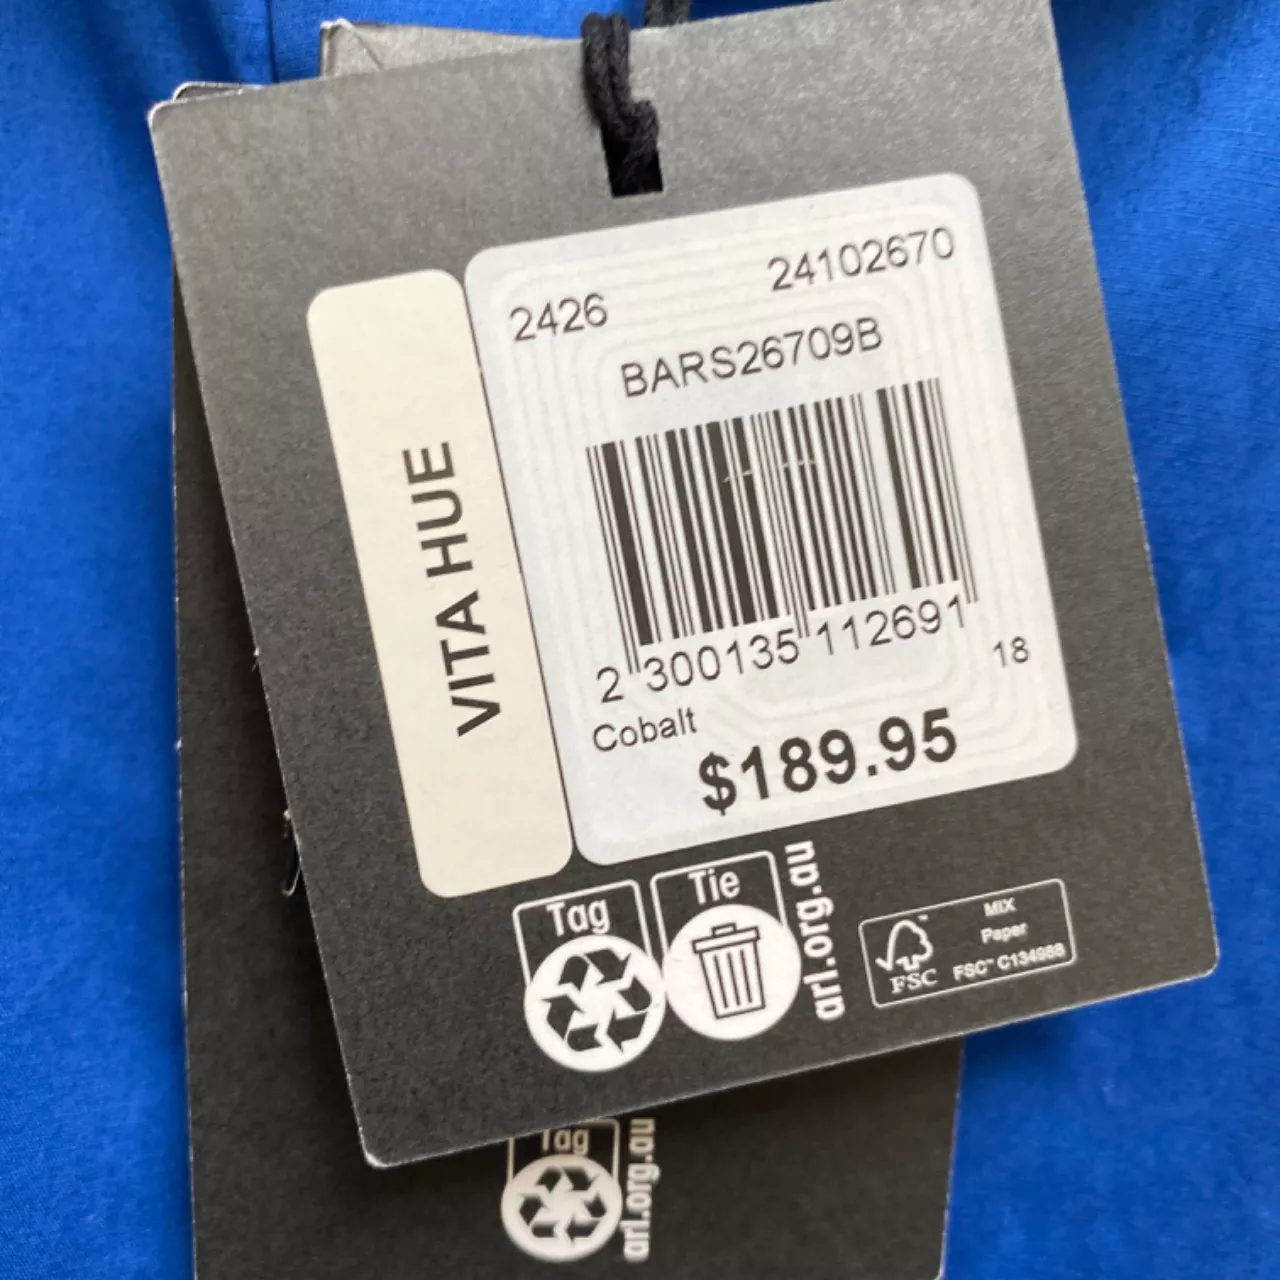 2426
24102670
BARS26709B
VITA HUE
2 300135 112691
18
Cobalt
$189.95
Tag
Tie
arl.org.au
FSC
MIX
Paper
FSC™ C134988
Tag
arl.org.au